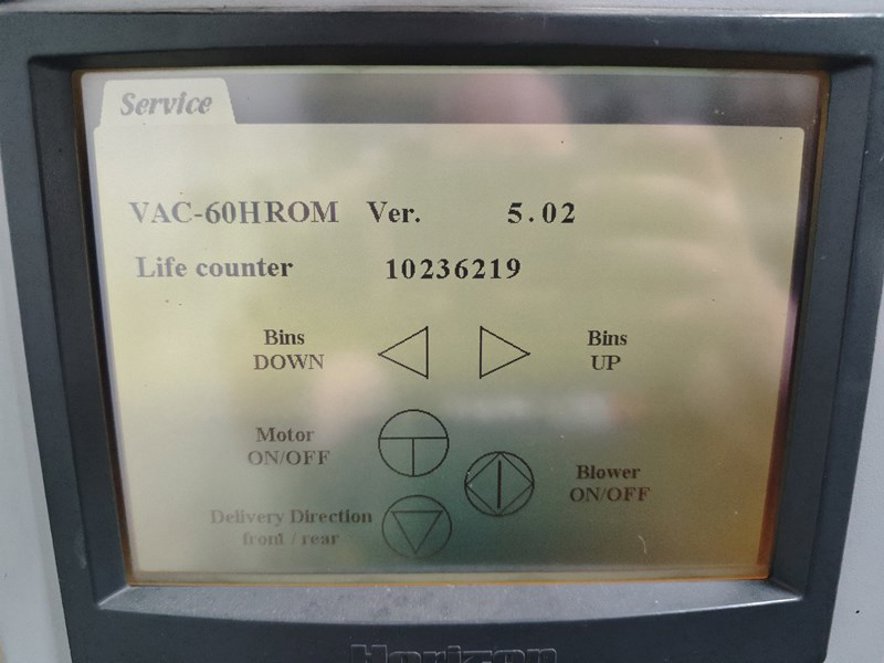 Service
VAC-60HROM Ver. 5.02
Life counter 10236219
Bins
DOWN
Bins
UP
Motor
ON/OFF
Blower
ON/OFF
Delivery Direction
front / rear
Horizon